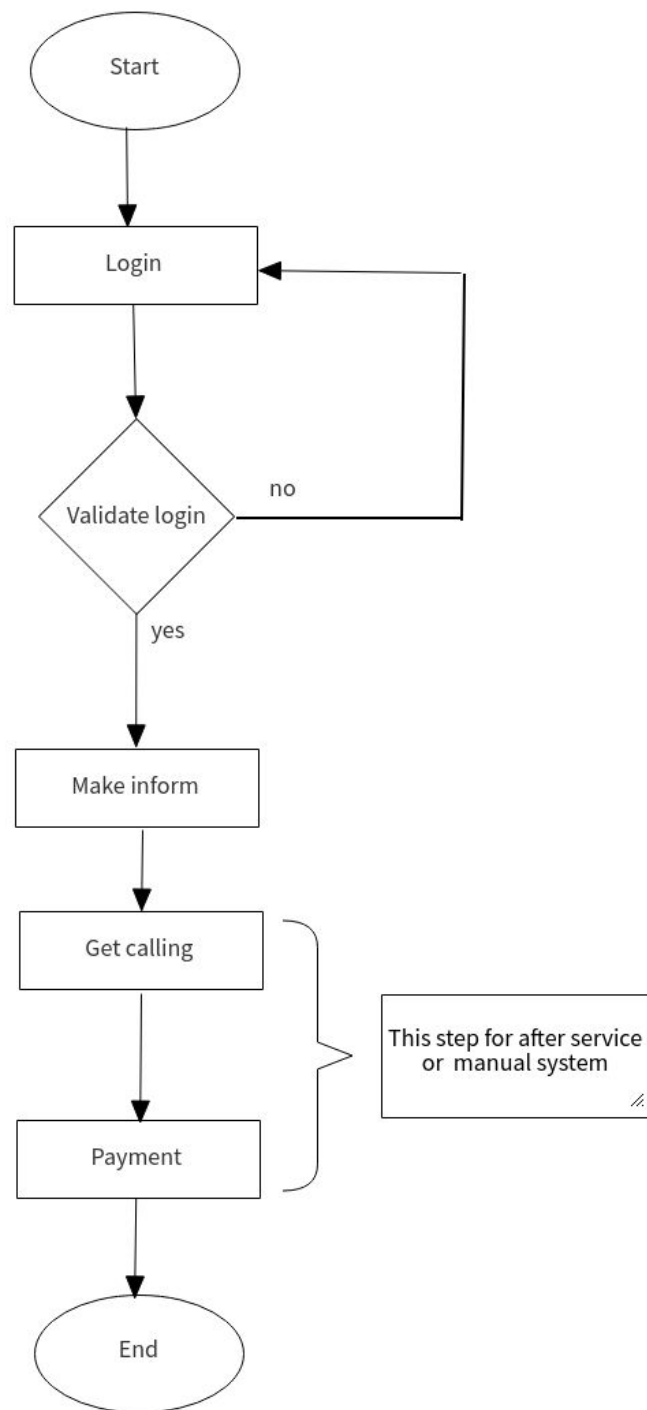 Start
Login
no
Validate login
yes
Make inform
Get calling
This step for after service
or manual system
Payment
End